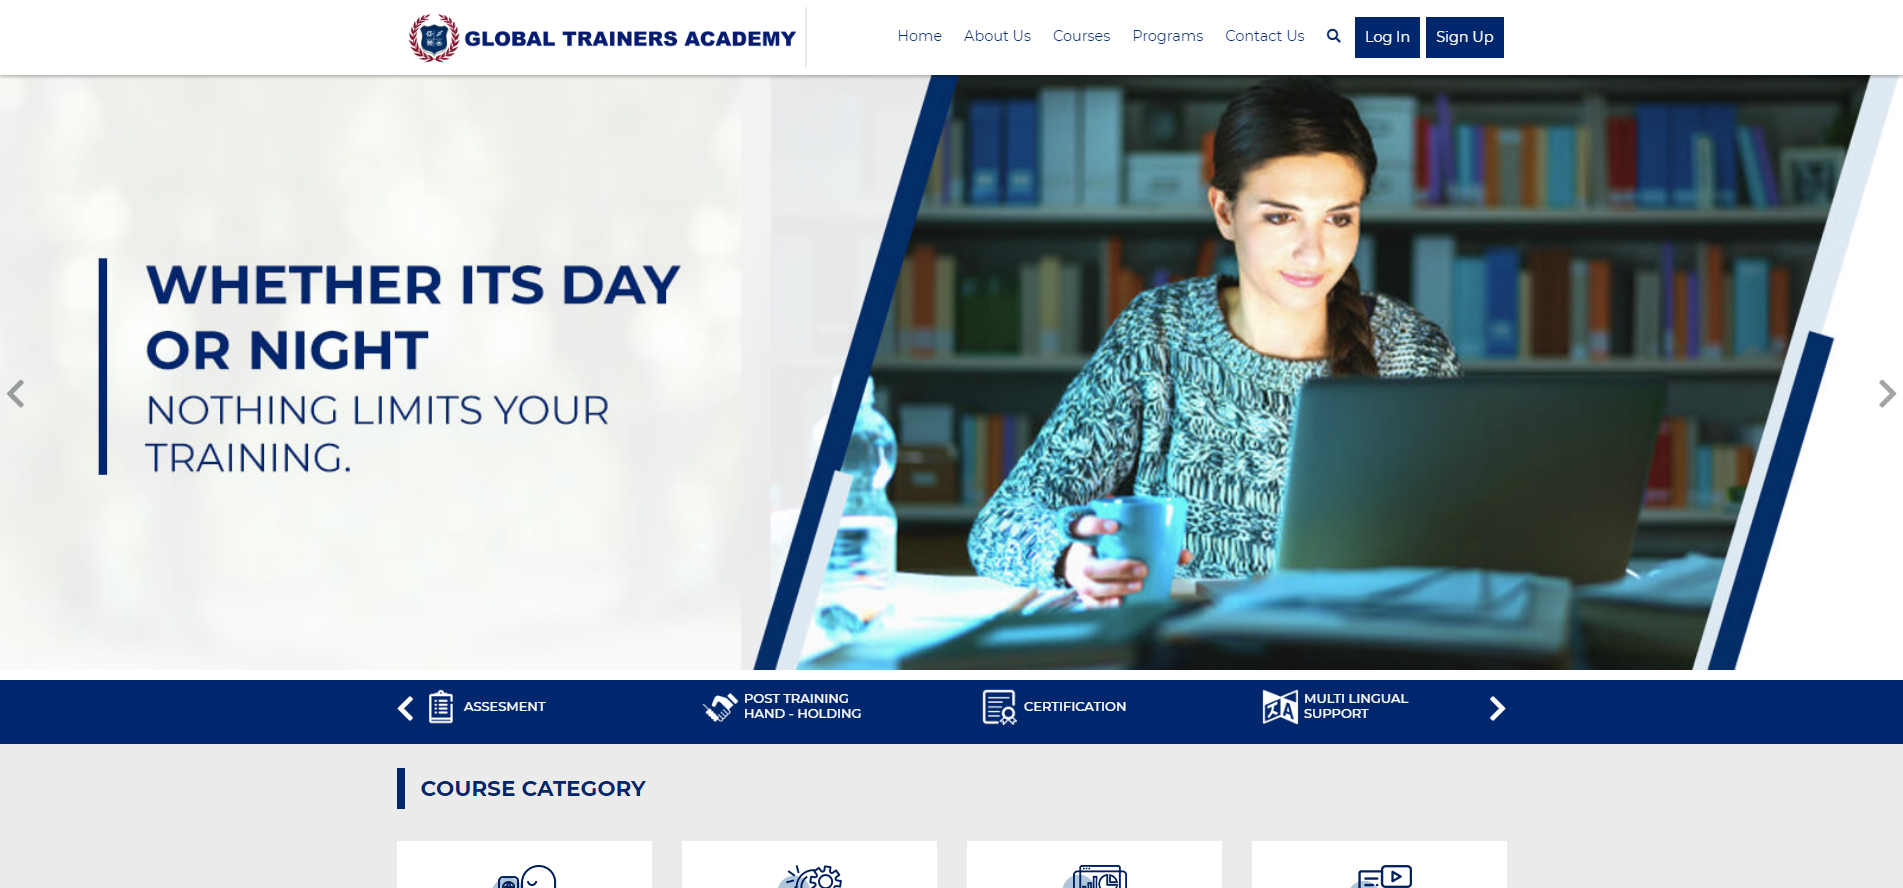 GLOBAL TRAINERS ACADEMY
Home
About Us
Courses
Programs
Contact Us
Log In
Sign Up
WHETHER ITS DAY
OR NIGHT
NOTHING LIMITS YOUR
TRAINING.
ASSESMENT
POST TRAINING
HAND - HOLDING
CERTIFICATION
MULTI LINGUAL
SUPPORT
COURSE CATEGORY